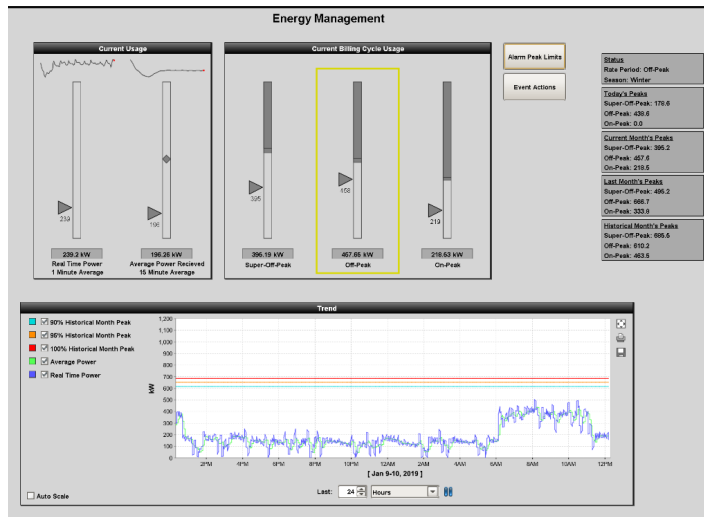 Energy Management
Current Usage
239
196
239.2 kW
196.26 kW
Real Time Power
1 Minute Average
Average Power Recieved
15 Minute Average
Current Billing Cycle Usage
395
458
219
395.19 kW
457.65 kW
218.53 kW
Super-Off-Peak
Off-Peak
On-Peak
Alarm Peak Limits
Event Actions
Status
Rate Period: Off-Peak
Season: Winter
Today's Peaks
Super-Off-Peak: 178.6
Off-Peak: 438.6
On-Peak: 0.0
Current Month's Peaks
Super-Off-Peak: 395.2
Off-Peak: 457.6
On-Peak: 218.5
Last Month's Peaks
Super-Off-Peak: 495.2
Off-Peak: 666.7
On-Peak: 333.8
Historical Month's Peaks
Super-Off-Peak: 685.5
Off-Peak: 610.2
On-Peak: 463.5
Trend
90% Historical Month Peak
95% Historical Month Peak
100% Historical Month Peak
Average Power
Real Time Power
kW
1,200
1,100
1,000
900
800
700
600
500
400
300
200
100
0
2PM 4PM 6PM 8PM 10PM 12AM 2AM 4AM 6AM 8AM 10AM 12PM
[ Jan 9-10, 2019 ]
Auto Scale
Last: 24 Hours